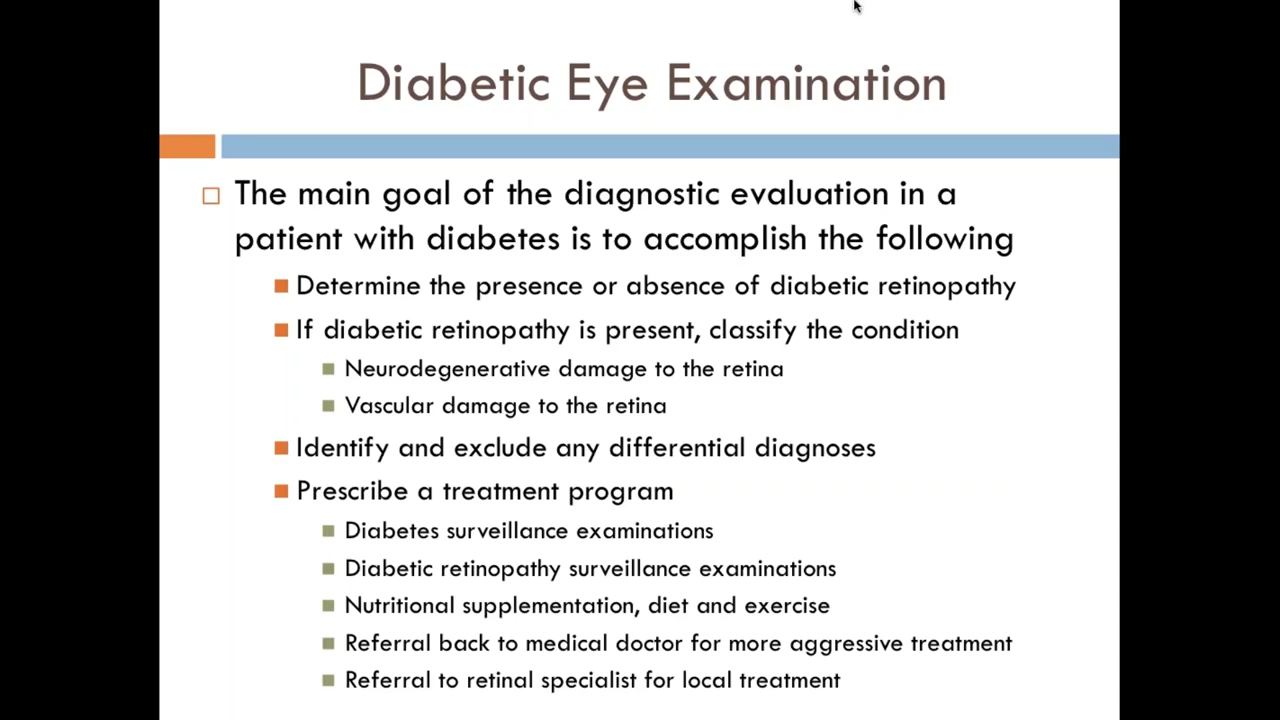 Diabetic Eye Examination
The main goal of the diagnostic evaluation in a
patient with diabetes is to accomplish the following
Determine the presence or absence of diabetic retinopathy
If diabetic retinopathy is present, classify the condition
Neurodegenerative damage to the retina
Vascular damage to the retina
Identify and exclude any differential diagnoses
Prescribe a treatment program
Diabetes surveillance examinations
Diabetic retinopathy surveillance examinations
Nutritional supplementation, diet and exercise
Referral back to medical doctor for more aggressive treatment
Referral to retinal specialist for local treatment